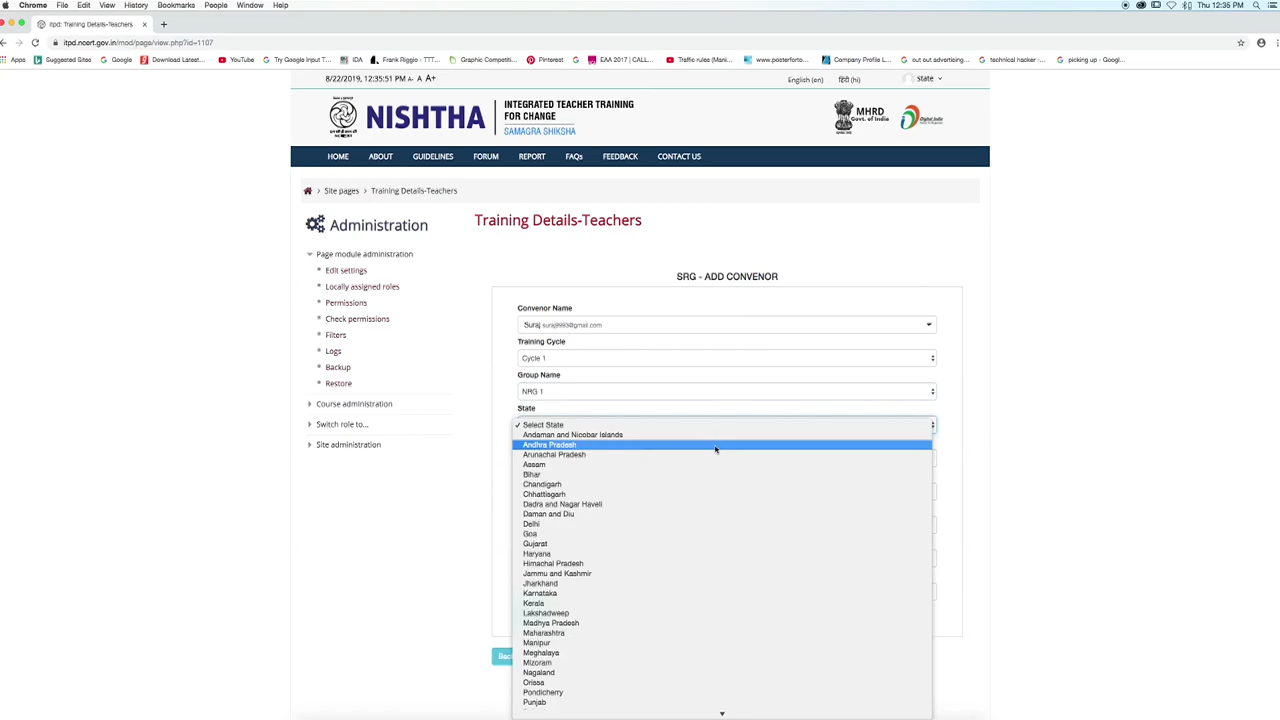 Chrome File Edit View History Bookmarks People Window Help
Thu 12:35 PM
itpd: Training Details-Teachers
itpd.ncert.gov.in/mod/page/view.php?id=1107
Apps Suggested Sites Google Download Latest... YouTube Try Google Input T... IDA Frank Riggio : TTT... Graphic Competiti... Pinterest EAA 2017 | CALL... Traffic rules (Mani... www.posterforto... Company Profile L... cut out advertising... technical hacker -... picking up - Googl...
8/22/2019, 12:35:51 PM A- A A+
English (en) हिंदी (hi) state
NISHTHA
INTEGRATED TEACHER TRAINING
FOR CHANGE
SAMAGRA SHIKSHA
MHRD
Govt. of India
Digital India
HOME ABOUT GUIDELINES FORUM REPORT FAQs FEEDBACK CONTACT US
Site pages > Training Details-Teachers
Administration
Page module administration
Edit settings
Locally assigned roles
Permissions
Check permissions
Filters
Logs
Backup
Restore
Course administration
Switch role to...
Site administration
Training Details-Teachers
SRG - ADD CONVENOR
Convenor Name
Suraj suraj9993@gmail.com
Training Cycle
Cycle 1
Group Name
NRG 1
State
✓ Select State
Andaman and Nicobar Islands
Andhra Pradesh
Arunachal Pradesh
Assam
Bihar
Chandigarh
Chhattisgarh
Dadra and Nagar Haveli
Daman and Diu
Delhi
Goa
Gujarat
Haryana
Himachal Pradesh
Jammu and Kashmir
Jharkhand
Karnataka
Kerala
Lakshadweep
Madhya Pradesh
Maharashtra
Manipur
Meghalaya
Mizoram
Nagaland
Orissa
Pondicherry
Punjab